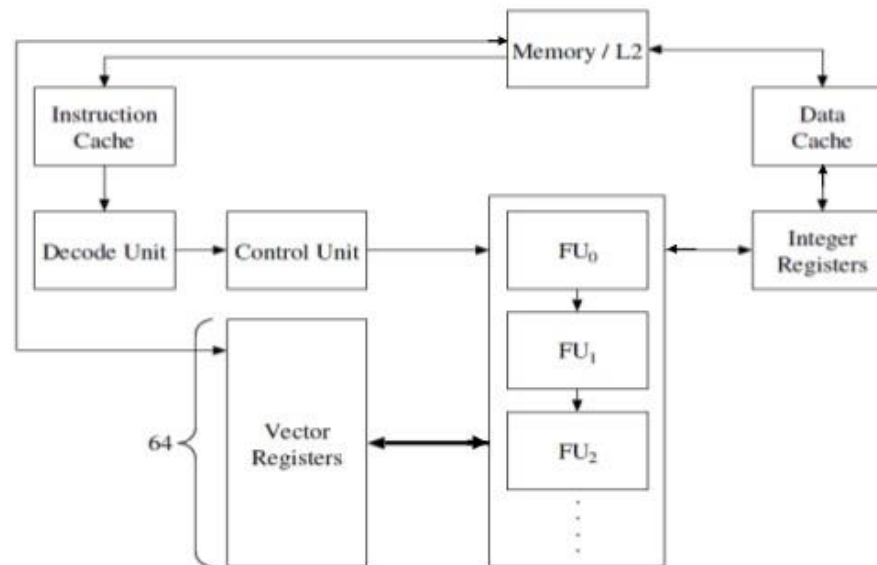 Memory / L2
Instruction
Cache
Data
Cache
Decode Unit
Control Unit
FU₀
Integer
Registers
FU₁
64
Vector
Registers
FU₂